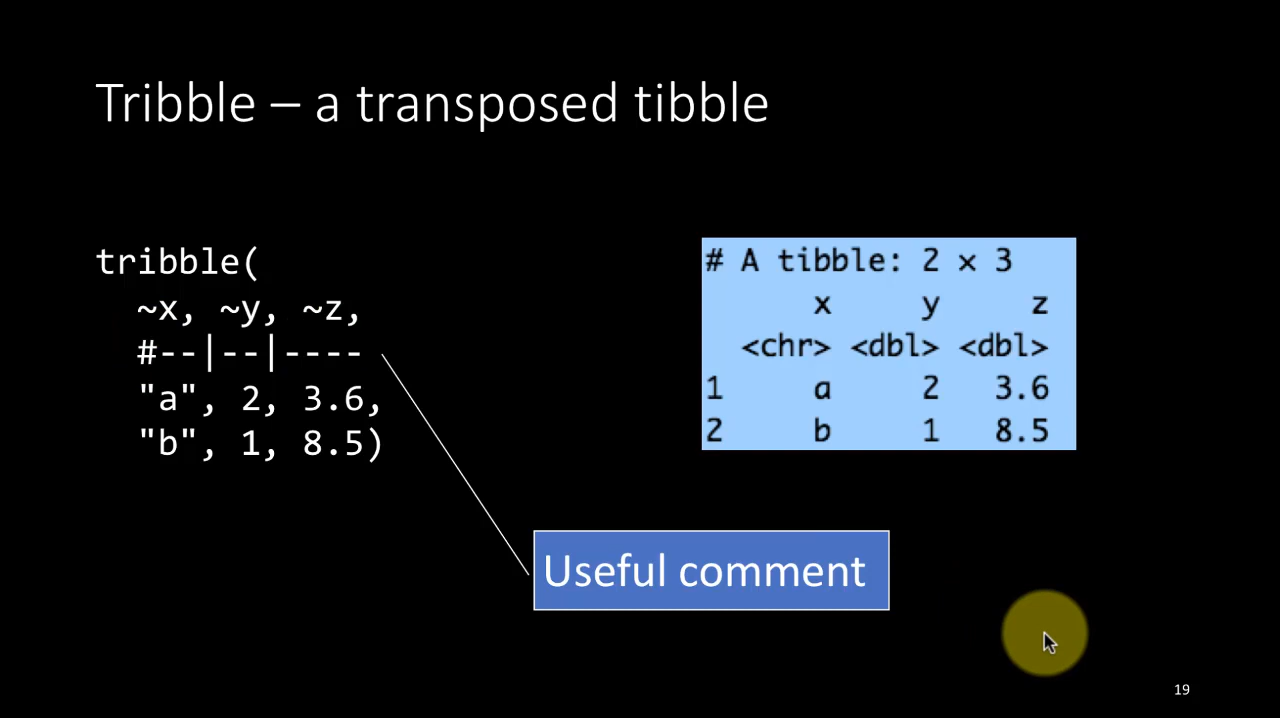 Tribble – a transposed tibble
tribble(
~x, ~y, ~z,
#--|--|----
"a", 2, 3.6,
"b", 1, 8.5)
# A tibble: 2 × 3
x y z
<chr> <dbl> <dbl>
1 a 2 3.6
2 b 1 8.5
Useful comment
19